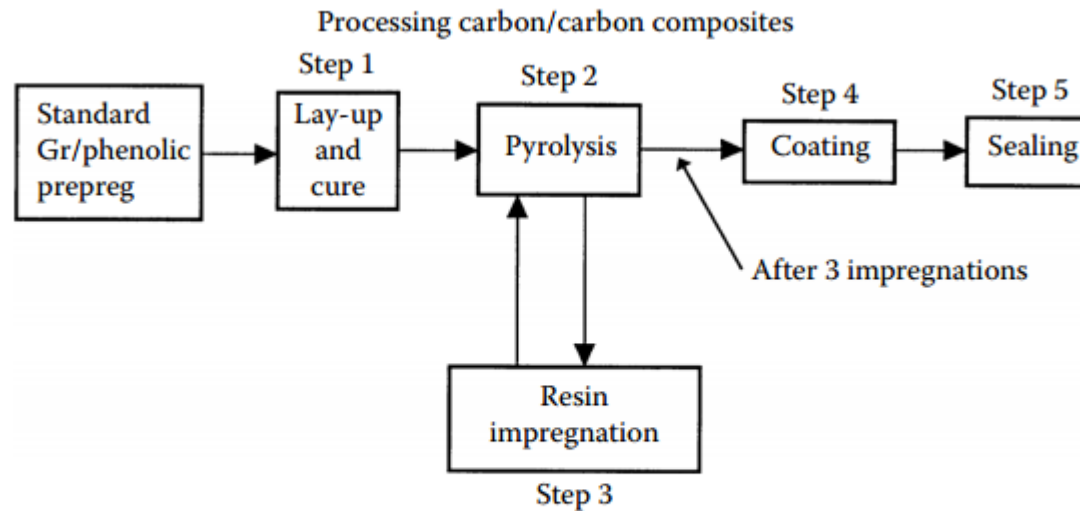 Processing carbon/carbon composites
Step 1
Step 2
Step 4
Step 5
Standard
Gr/phenolic
prepreg
Lay-up
and
cure
Pyrolysis
Coating
Sealing
After 3 impregnations
Resin
impregnation
Step 3